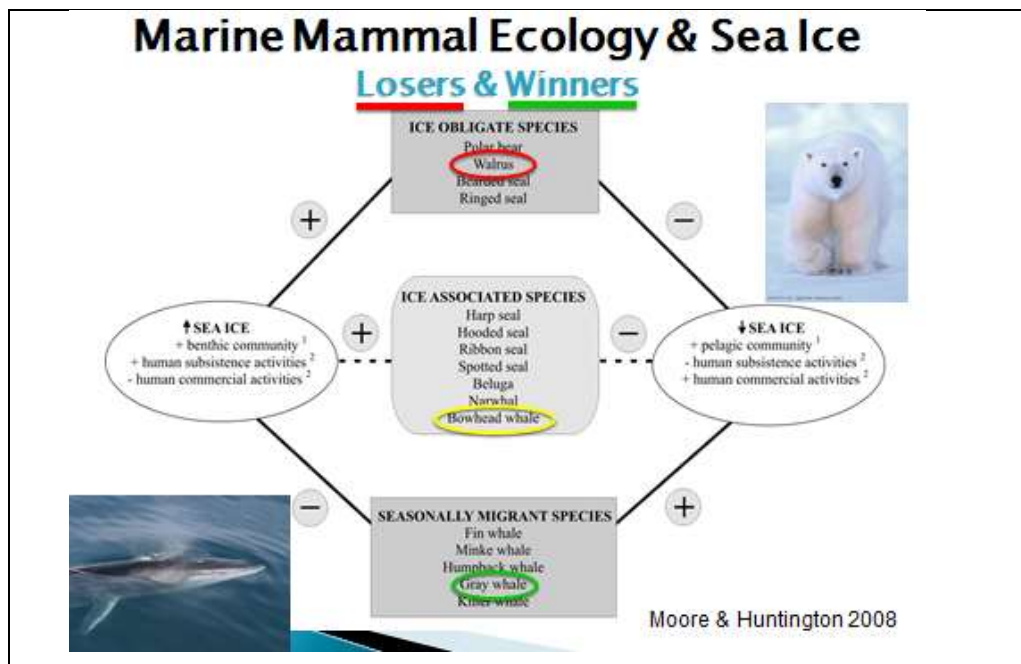 Marine Mammal Ecology & Sea Ice
Losers & Winners
ICE OBLIGATE SPECIES
Polar bear
Walrus
Bearded seal
Ringed seal
+
−
ICE ASSOCIATED SPECIES
Harp seal
Hooded seal
Ribbon seal
Spotted seal
Beluga
Narwhal
Bowhead whale
↑ SEA ICE
+ benthic community ¹
+ human subsistence activities ²
- human commercial activities ²
+
−
↓ SEA ICE
+ pelagic community ¹
- human subsistence activities ²
+ human commercial activities ²
−
+
SEASONALLY MIGRANT SPECIES
Fin whale
Minke whale
Humpback whale
Gray whale
Killer whale
Moore & Huntington 2008